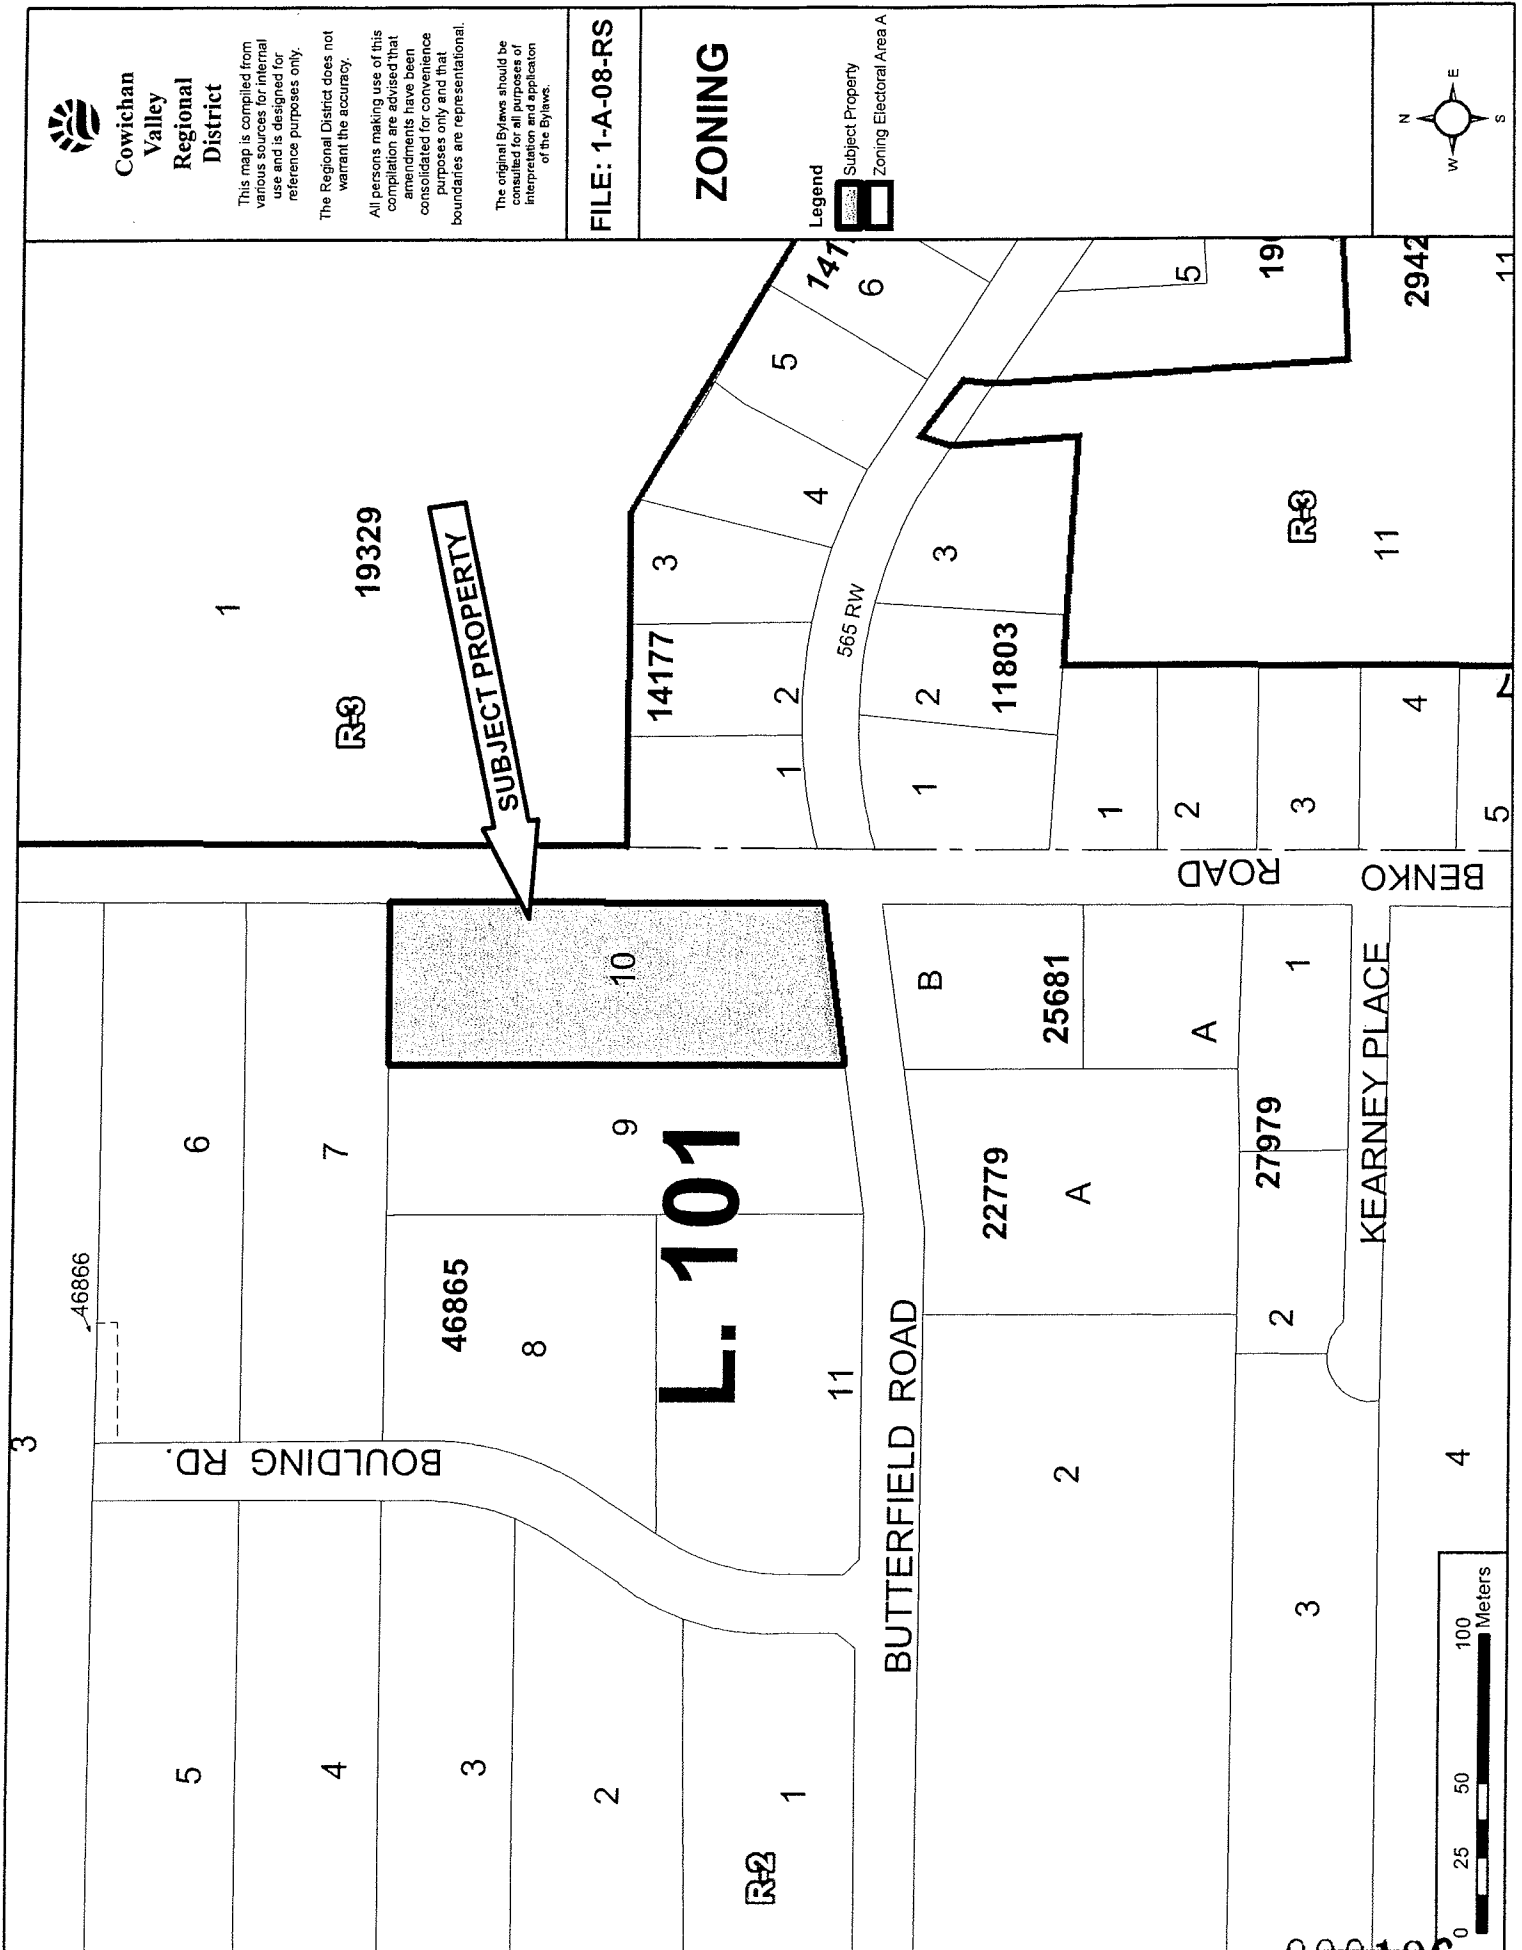 Cowichan
Valley
Regional
District
This map is compiled from
various sources for internal
use and is designed for
reference purposes only.
The Regional District does not
warrant the accuracy.
All persons making use of this
compilation are advised that
amendments have been
consolidated for convenience
purposes only and that
boundaries are representational.
The original Bylaws should be
consulted for all purposes of
interpretation and applicaton
of the Bylaws.
FILE: 1-A-08-RS
ZONING
Legend
Subject Property
Zoning Electoral Area A
N
W
E
S
3
46866
5
6
1
4
7
19329
R-3
3
46865
8
SUBJECT PROPERTY
2
9
10
L. 101
14177
3
1
11
1
2
4
5
6
R-2
BOULDING RD.
565 RW
BUTTERFIELD ROAD
B
1
2
3
11803
22779
A
25681
A
2
1
2
3
4
5
ROAD
BENKO
5
R-3
11
27979
2
1
3
KEARNEY PLACE
4
2942
11
0
25
50
100
Meters